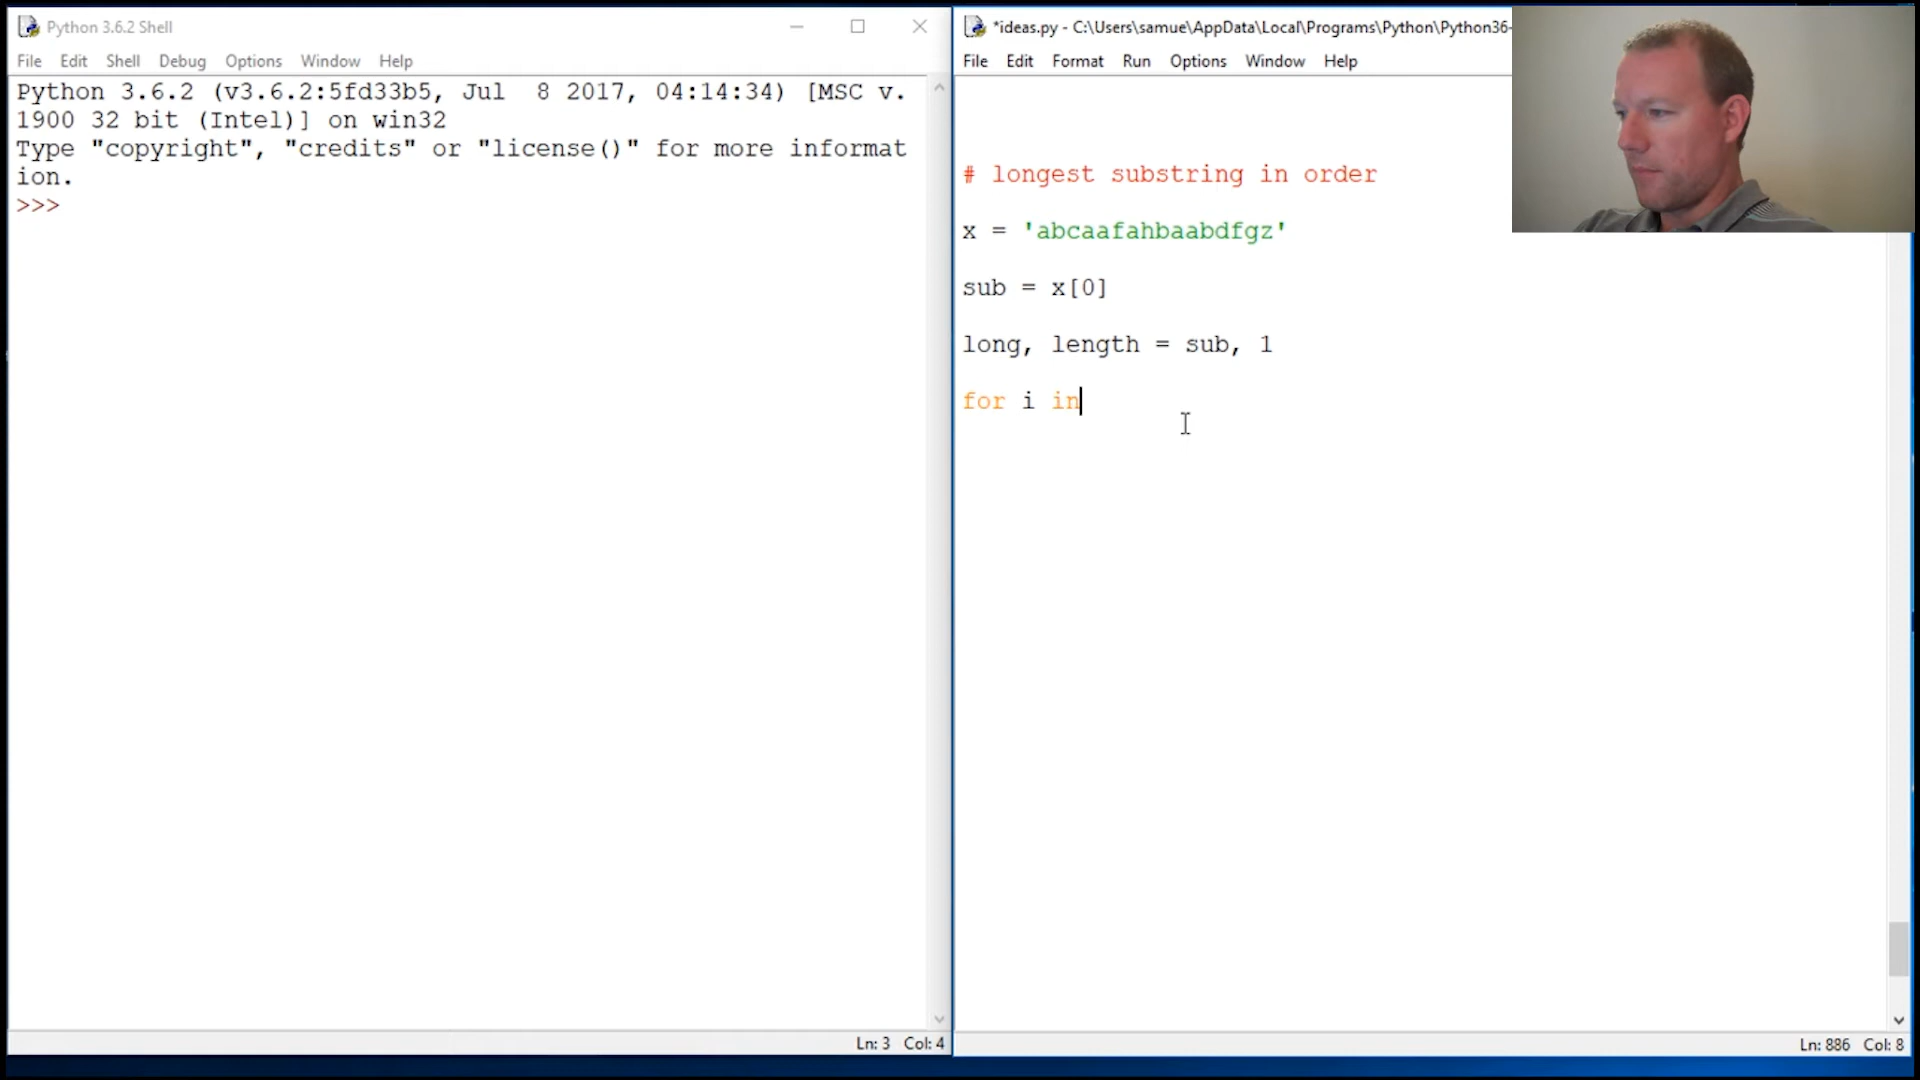 Python 3.6.2 Shell
File Edit Shell Debug Options Window Help
Python 3.6.2 (v3.6.2:5fd33b5, Jul  8 2017, 04:14:34) [MSC v.
1900 32 bit (Intel)] on win32
Type "copyright", "credits" or "license()" for more informat
ion.
>>>
Ln: 3 Col: 4
*ideas.py - C:\Users\samue\AppData\Local\Programs\Python\Python36-
File Edit Format Run Options Window Help
# longest substring in order
x = 'abcaafahbaabdfgz'
sub = x[0]
long, length = sub, 1
for i in
Ln: 886 Col: 8